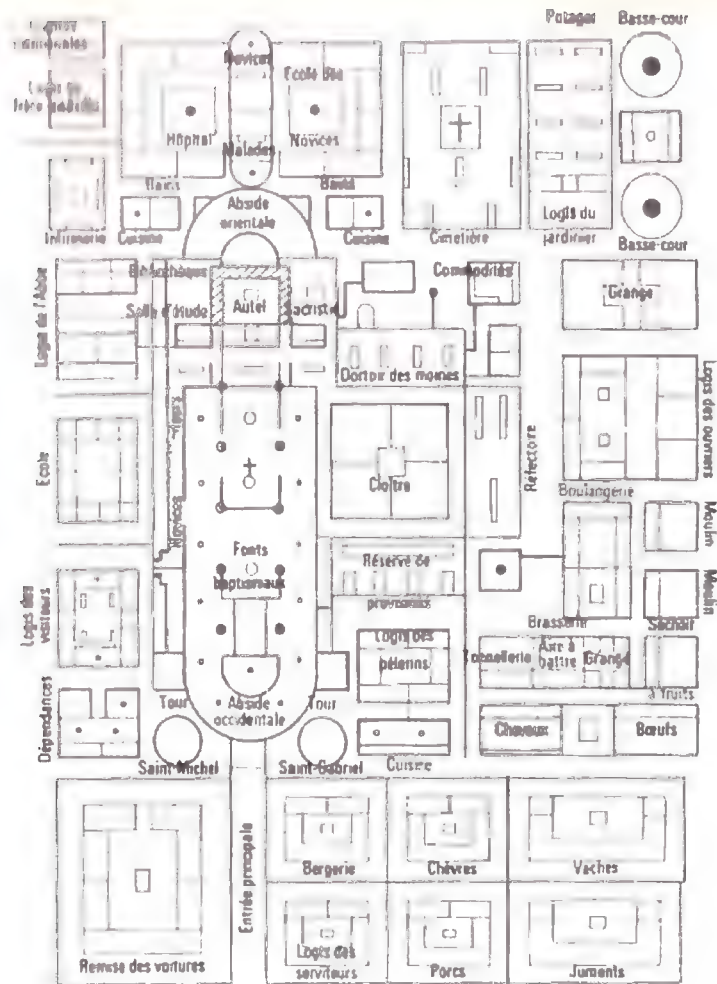 Potager
Basse-cour
Novices
École des
Novices
Hôpital
Malades
Bains
Bains
Infirmerie
Cuisine
Abside
orientale
Cuisine
Cimetière
Logis du
jardinier
Basse-cour
Logis de l'Abbé
Bibliothèque
Salle d'étude
Autel
Sacristie
Commodités
Grange
Dortoir des moines
École
Cloître
Réfectoire
Logis des ouvriers
Boulangerie
Moulin
Fonts
baptismaux
Réserve de
provisions
Logis des
visiteurs
Moulin
Brasserie
Séchoir
à fruits
Logis des
pèlerins
Tonnellerie
Axe à
battre
Grange
Dépendances
Tour
Saint-Michel
Abside
occidentale
Tour
Saint-Gabriel
Cuisine
Chevaux
Bœufs
Entrée principale
Bergerie
Chèvres
Vaches
Remise des voitures
Logis des
serviteurs
Porcs
Juments